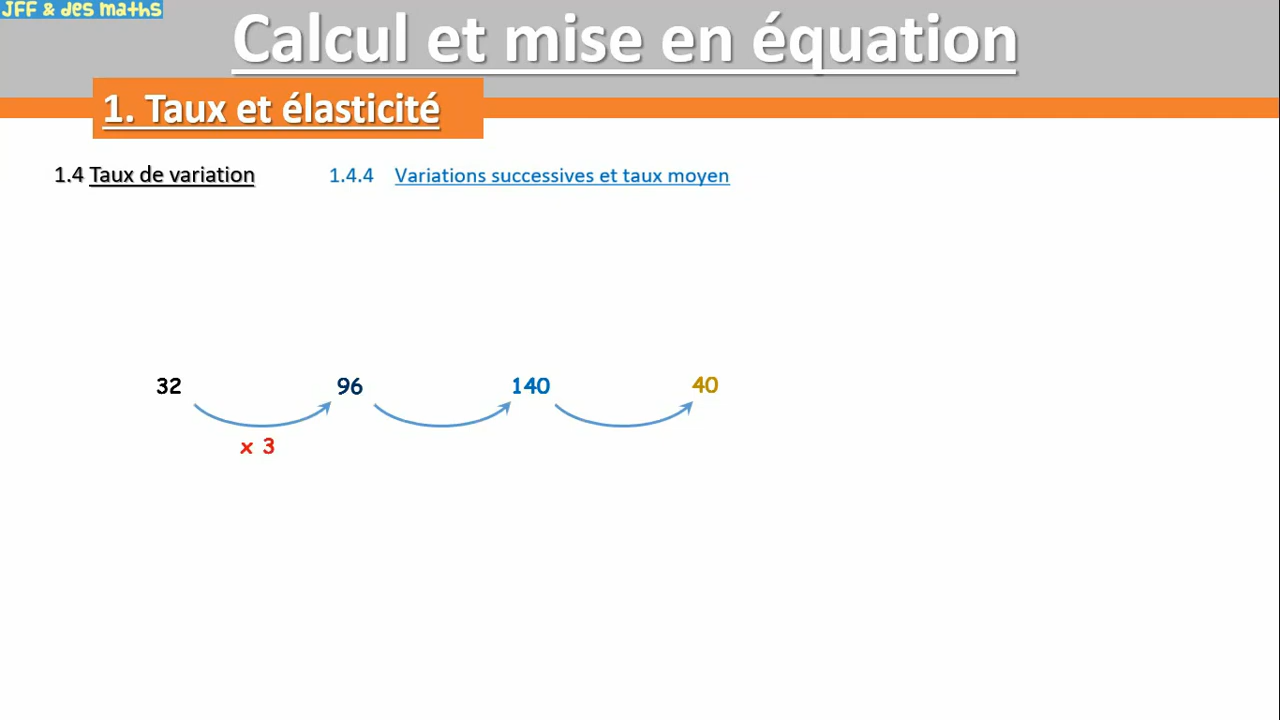 JFF & des maths
Calcul et mise en équation
1. Taux et élasticité
1.4 Taux de variation 1.4.4 Variations successives et taux moyen
32 96 140 40
x 3